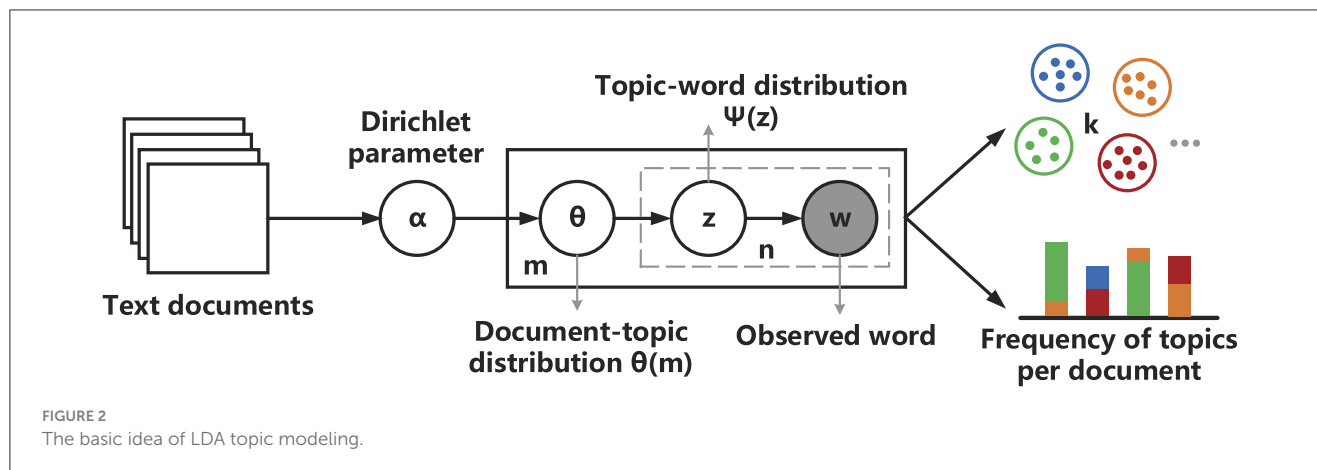 Text documents
Dirichlet
parameter
α
θ
m
Document-topic
distribution θ(m)
Topic-word distribution
Ψ(z)
z
n
w
Observed word
k
Frequency of topics
per document
FIGURE 2
The basic idea of LDA topic modeling.